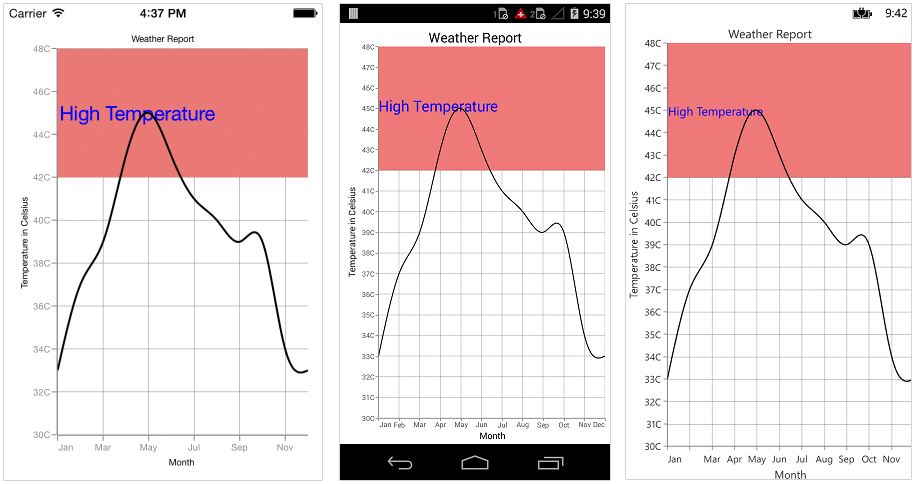 Carrier 4:37 PM
Weather Report
48C
46C
High Temperature
44C
42C
40C
38C
36C
34C
32C
30C
Temperature in Celsius
Jan Mar May Jul Sep Nov
Month
1 2 9:39
Weather Report
48C
47C
46C
45C
High Temperature
44C
43C
42C
41C
40C
39C
38C
37C
36C
35C
34C
33C
32C
31C
30C
Temperature in Celsius
Jan Feb Mar Apr May Jun Jul Aug Sep Oct Nov Dec
Month
9:42
Weather Report
48C
47C
46C
45C
High Temperature
44C
43C
42C
41C
40C
39C
38C
37C
36C
35C
34C
33C
32C
31C
30C
Temperature in Celsius
Jan Mar Apr May Jun Jul Aug Sep Oct Nov
Month